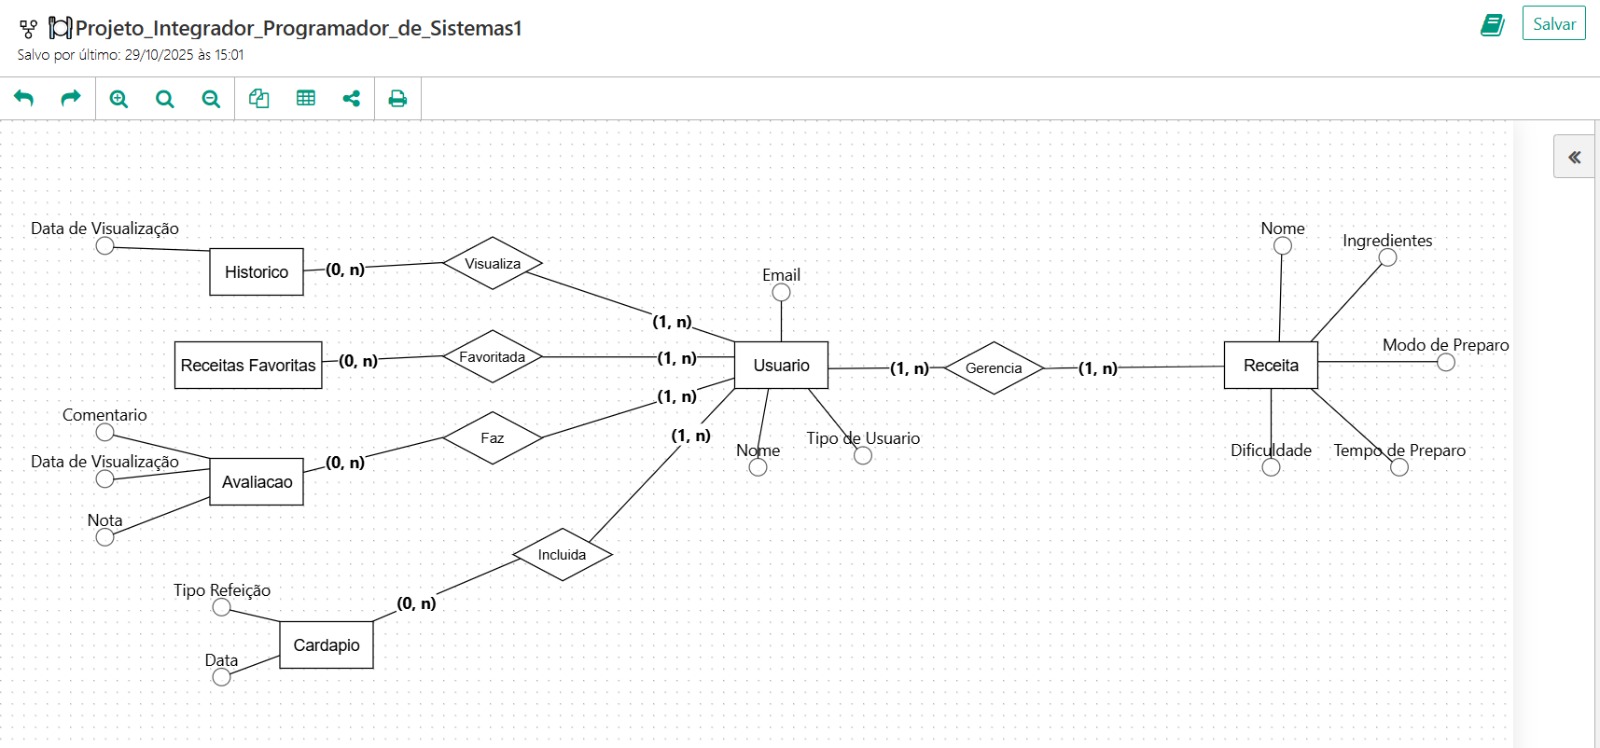 Projeto_Integrador_Programador_de_Sistemas1
Salvo por último: 29/10/2025 às 15:01
Salvar
Data de Visualização
Historico
(0, n)
Visualiza
(1, n)
Receitas Favoritas
(0, n)
Favoritada
(1, n)
Comentario
Data de Visualização
Nota
Avaliacao
(0, n)
Faz
(1, n)
Tipo Refeição
Data
Cardapio
(0, n)
Incluida
(1, n)
Email
Usuario
Nome
Tipo de Usuario
(1, n)
Gerencia
(1, n)
Nome
Ingredientes
Modo de Preparo
Receita
Dificuldade
Tempo de Preparo